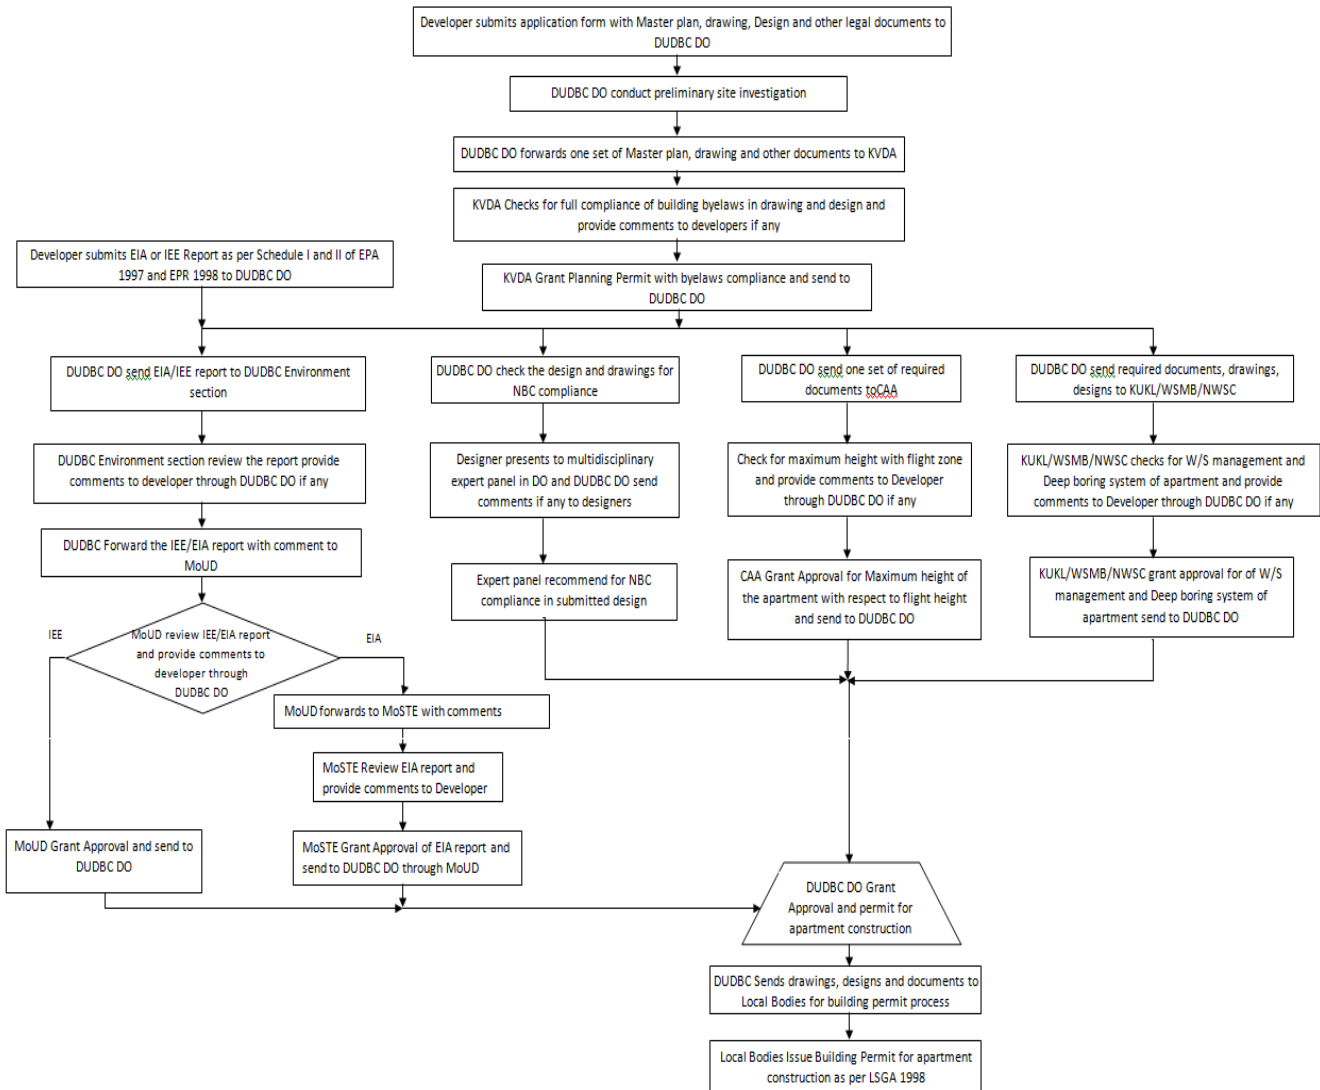 Developer submits application form with Master plan, drawing, Design and other legal documents to
DUDBC DO
DUDBC DO conduct preliminary site investigation
DUDBC DO forwards one set of Master plan, drawing and other documents to KVDA
KVDA Checks for full compliance of building byelaws in drawing and design and
provide comments to developers if any
Developer submits EIA or IEE Report as per Schedule I and II of EPA
1997 and EPR 1998 to DUDBC DO
KVDA Grant Planning Permit with byelaws compliance and send to
DUDBC DO
DUDBC DO send EIA/IEE report to DUDBC Environment
section
DUDBC DO check the design and drawings for
NBC compliance
DUDBC DO send one set of required
documents toCAA
DUDBC DO send required documents, drawings,
designs to KUKL/WSMB/NWSC
DUDBC Environment section review the report provide
comments to developer through DUDBC DO if any
Designer presents to multidisciplinary
expert panel in DO and DUDBC DO send
comments if any to designers
Check for maximum height with flight zone
and provide comments to Developer
through DUDBC DO if any
KUKL/WSMB/NWSC checks for W/S management and
Deep boring system of apartment and provide
comments to Developer through DUDBC DO if any
DUDBC Forward the IEE/EIA report with comment to
MoUD
Expert panel recommend for NBC
compliance in submitted design
CAA Grant Approval for Maximum height of
the apartment with respect to flight height
and send to DUDBC DO
KUKL/WSMB/NWSC grant approval for of W/S
management and Deep boring system of
apartment send to DUDBC DO
IEE
MoUD review IEE/EIA report
and provide comments to
developer through
DUDBC DO
EIA
MoUD forwards to MoSTE with comments
MoSTE Review EIA report and
provide comments to Developer
MoUD Grant Approval and send to
DUDBC DO
MoSTE Grant Approval of EIA report and
send to DUDBC DO through MoUD
DUDBC DO Grant
Approval and permit for
apartment construction
DUDBC Sends drawings, designs and documents to
Local Bodies for building permit process
Local Bodies Issue Building Permit for apartment
construction as per LSGA 1998